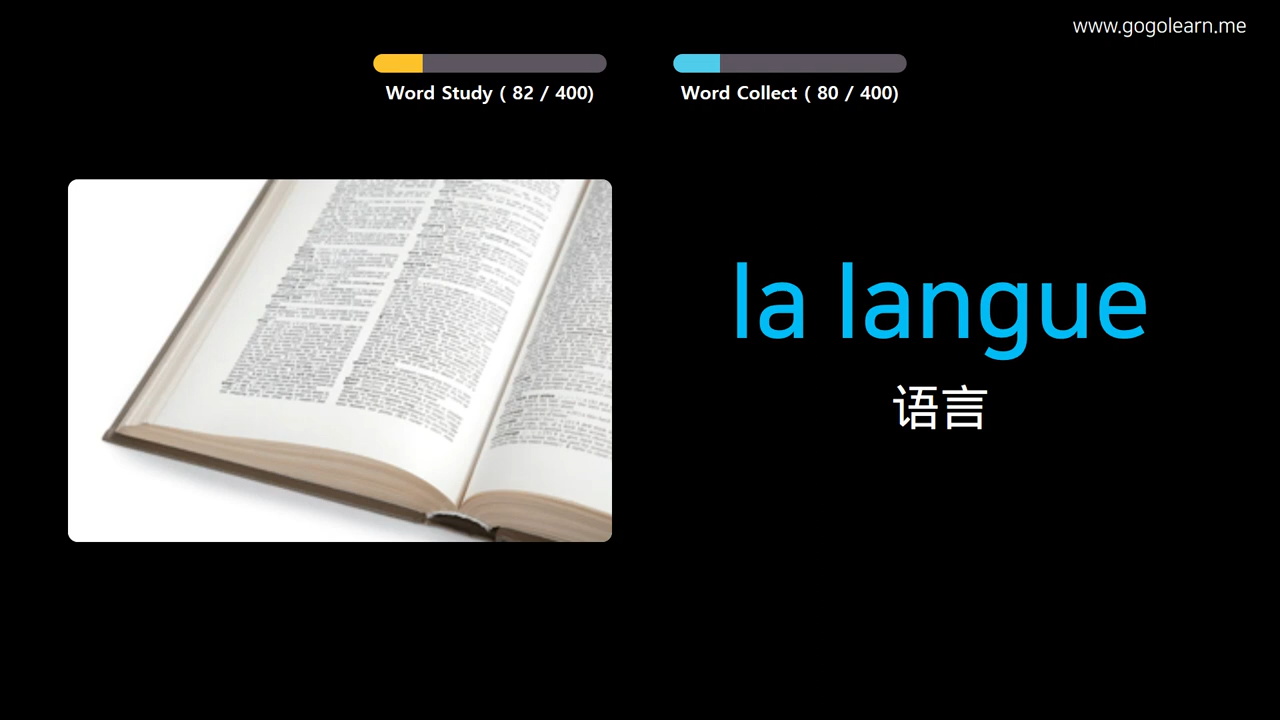 www.gogolearn.me
Word Study ( 82 / 400)
Word Collect ( 80 / 400)
la langue
语言